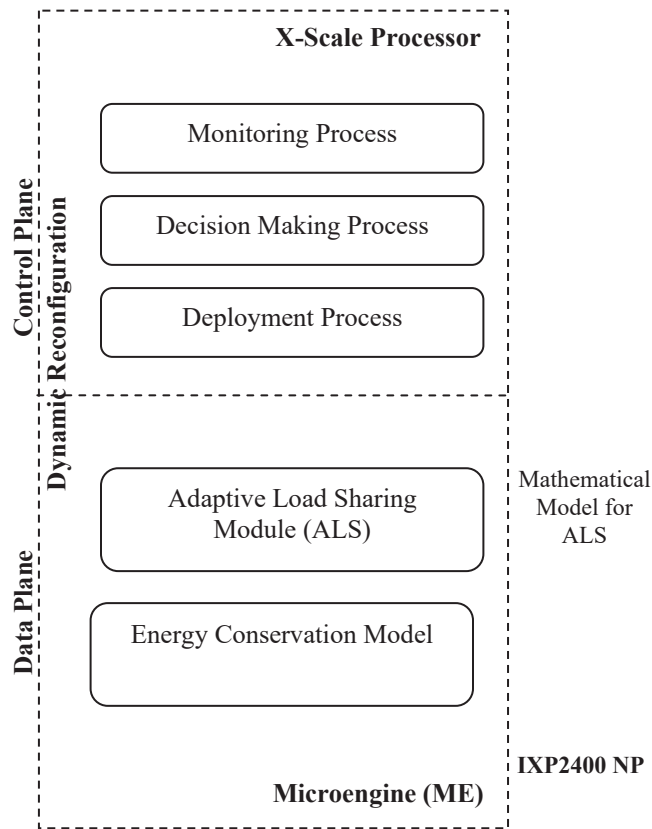 X-Scale Processor
Monitoring Process
Control Plane
Decision Making Process
Dynamic Reconfiguration
Deployment Process
Adaptive Load Sharing
Module (ALS)
Mathematical
Model for
ALS
Data Plane
Energy Conservation Model
IXP2400 NP
Microengine (ME)